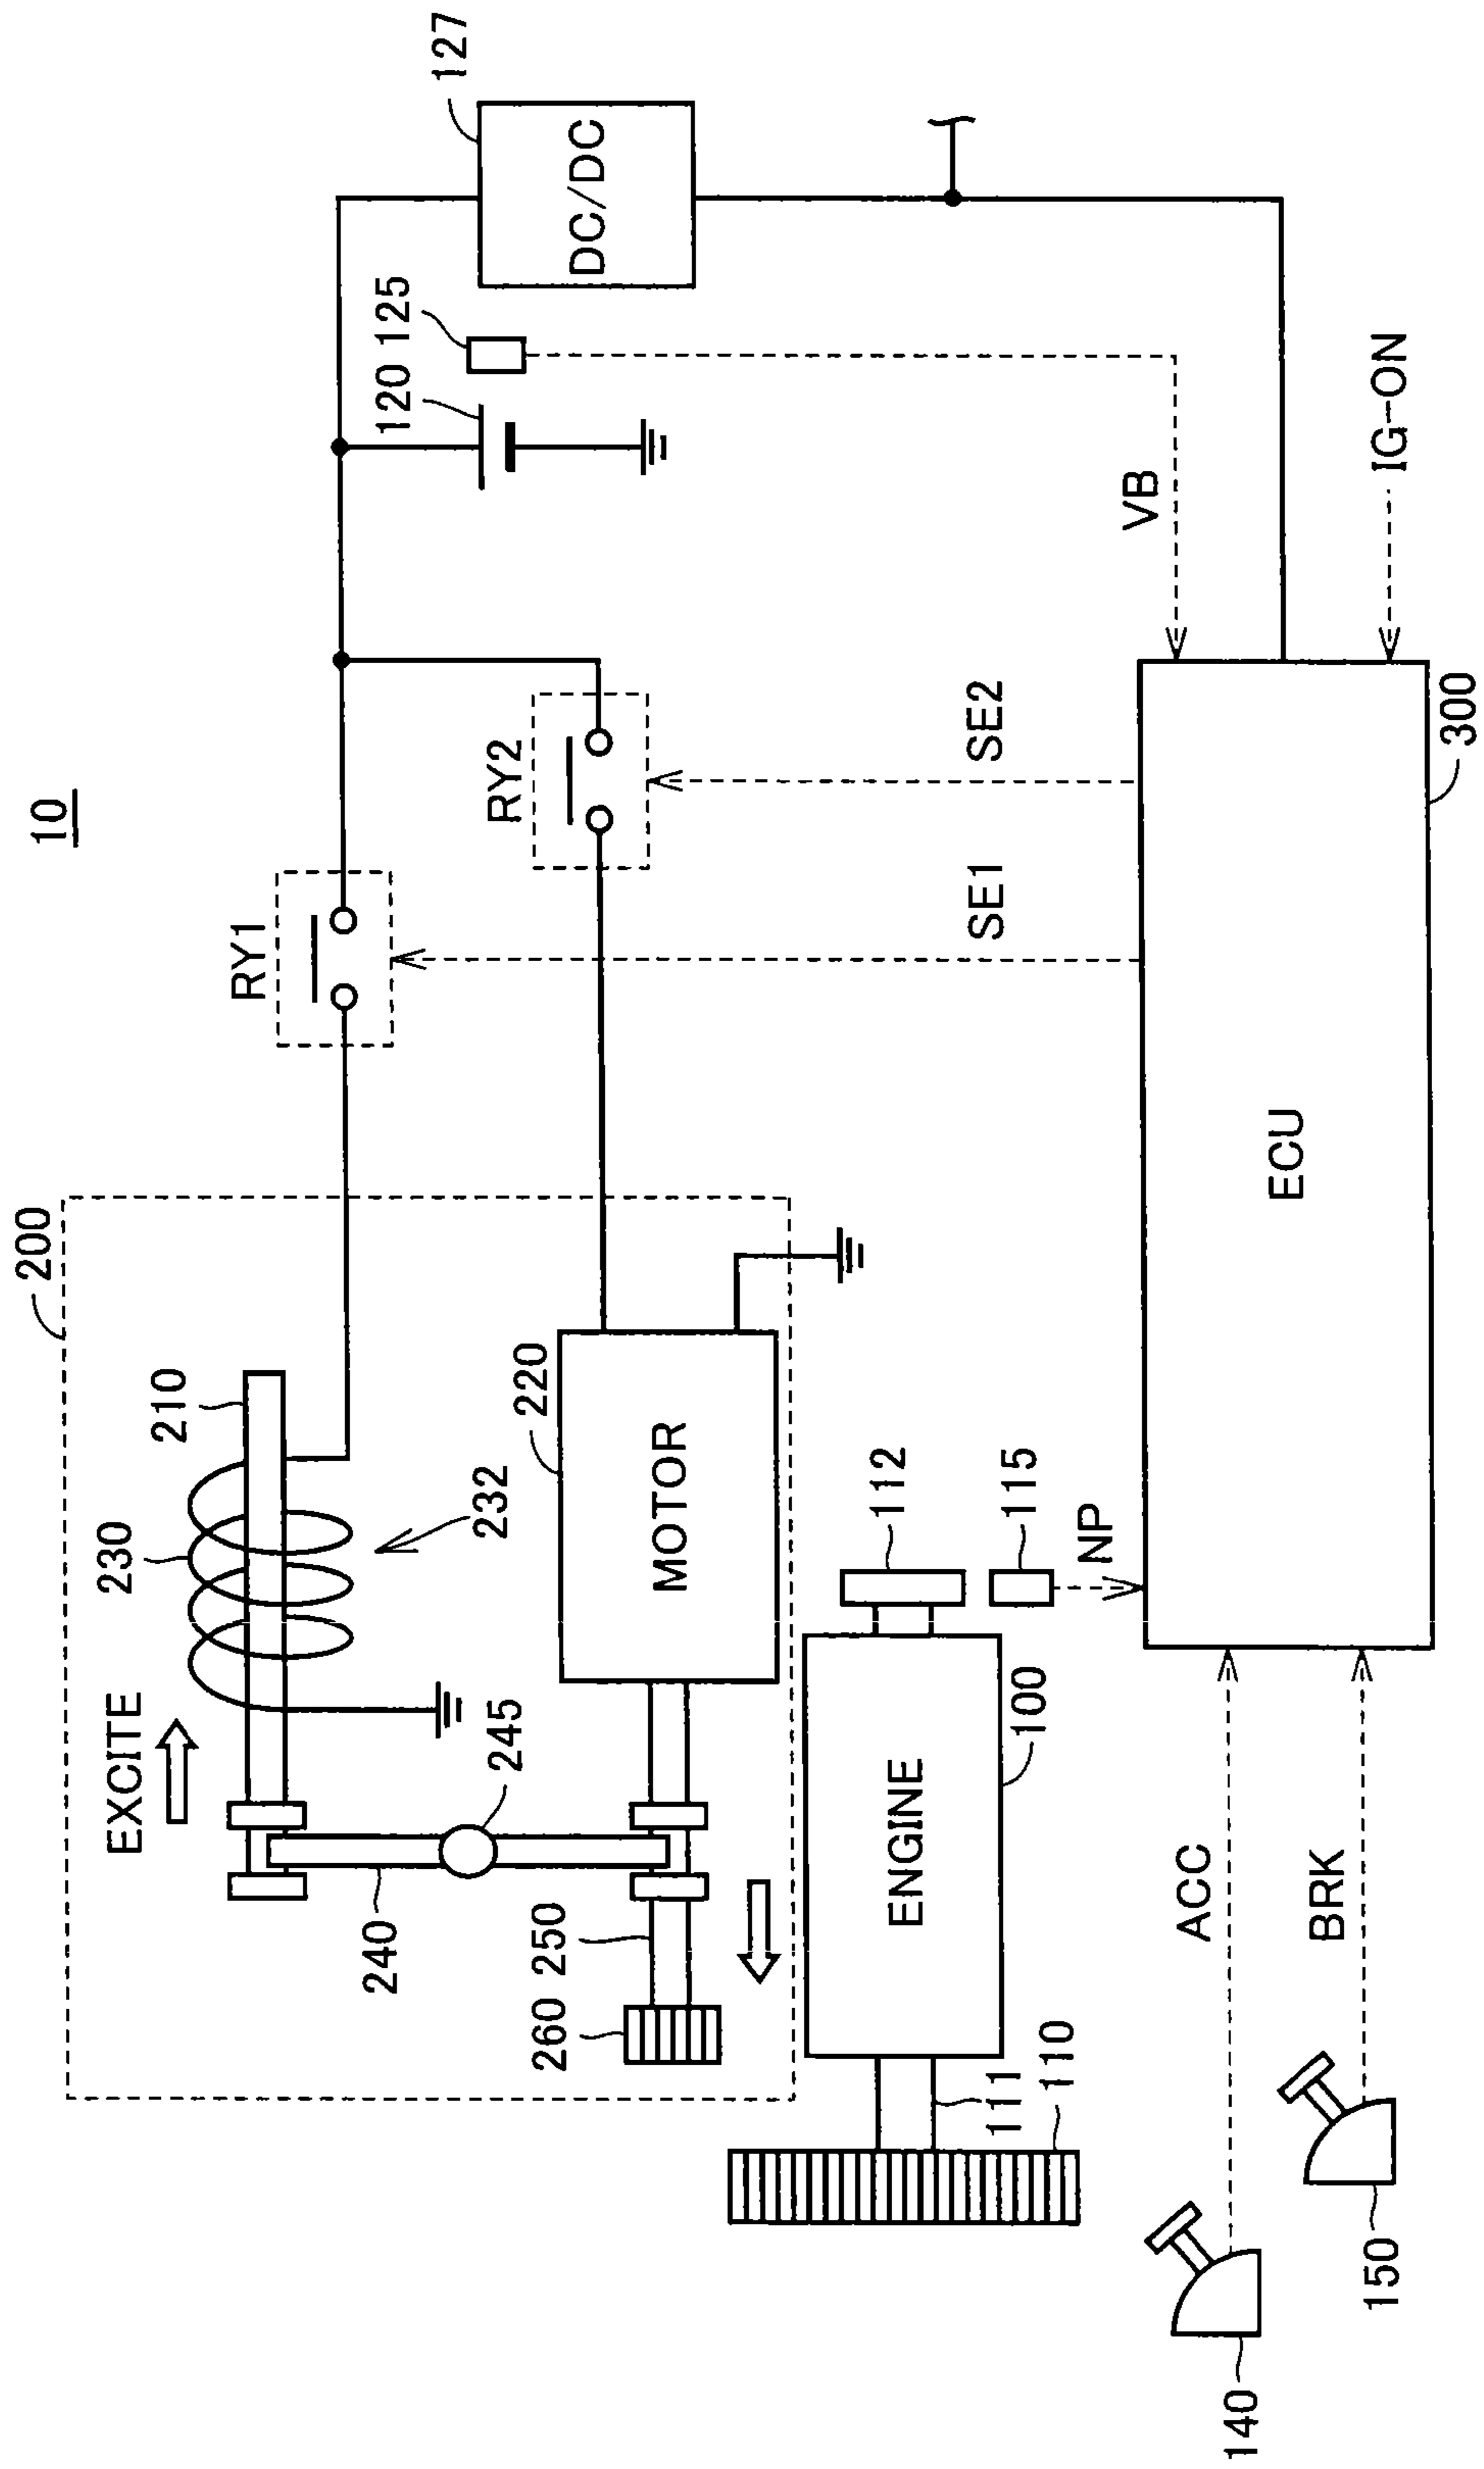 10
200
EXCITE
230
210
232
240
245
260 250
220
MOTOR
RY1
RY2
120 125
127
DC/DC
110
111
ENGINE
100
112
115
NP
SE1
SE2
VB
140
150
ACC
BRK
ECU
300
IG-ON